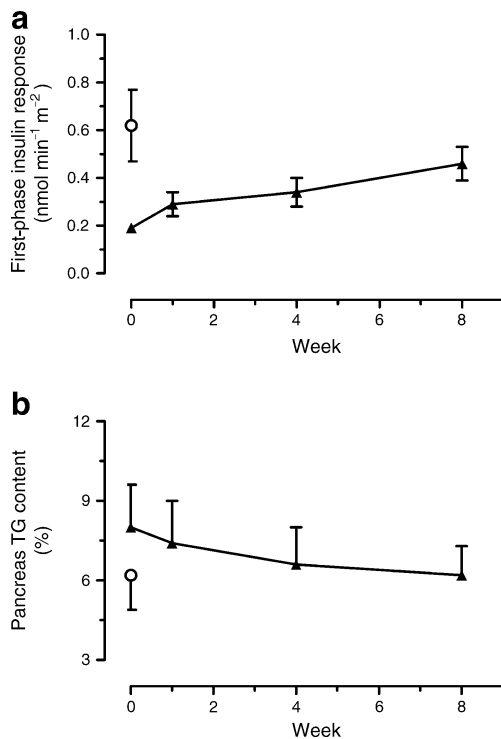 a
First-phase insulin response
(nmol min⁻¹ m⁻²)
1.0
0.8
0.6
0.4
0.2
0.0
0 2 4 6 8
Week
b
Pancreas TG content
(%)
12
9
6
3
0 2 4 6 8
Week